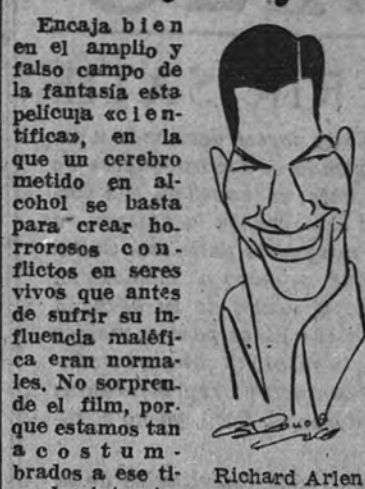 Encaja bien
en el amplio y
falso campo de
la fantasía esta
película «cien-
tífica», en la
que un cerebro
metido en al-
cohol se basta
para crear ho-
rrorosos con-
flictos en seres
vivos que antes
de sufrir su in-
fluencia maléfi-
ca eran norma-
les. No sorpren-
de el film, por-
que estamos tan
acostum-
brados a ese ti-
Richard Arlen